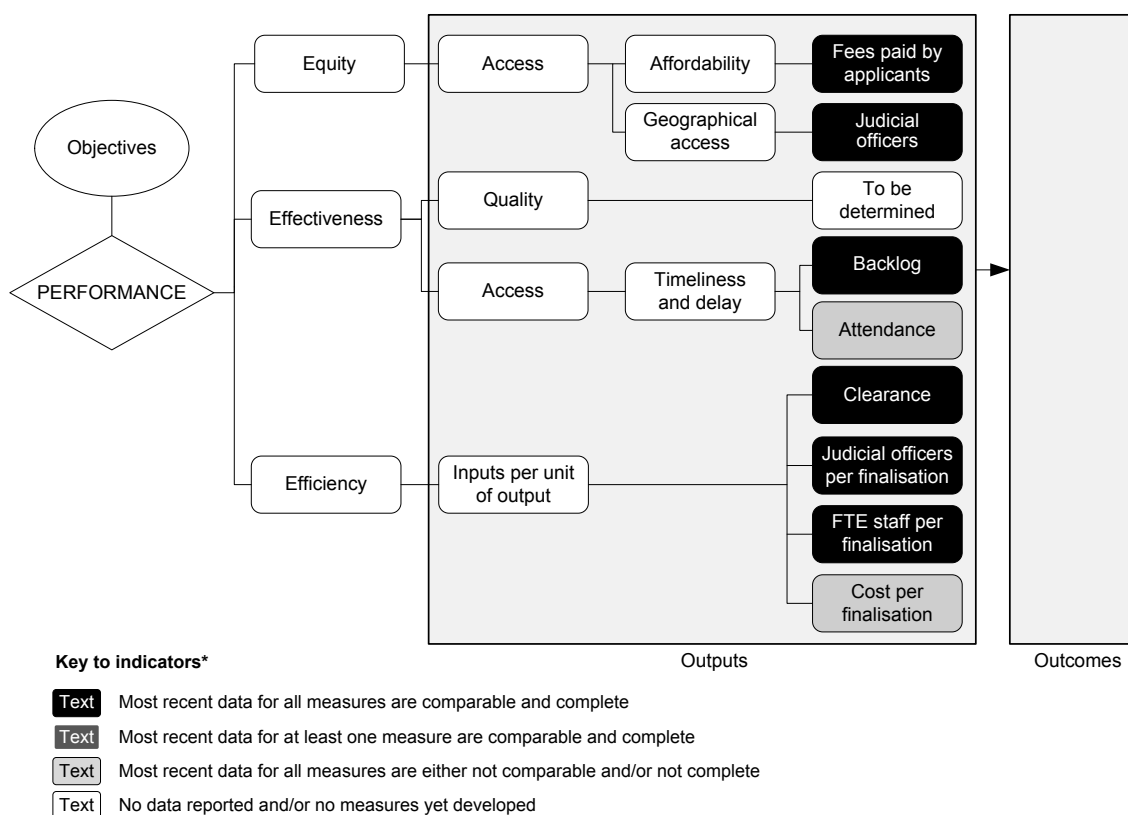 Objectives
PERFORMANCE
Equity
Access
Affordability
Fees paid by
applicants
Geographical
access
Judicial
officers
Effectiveness
Quality
To be
determined
Access
Timeliness
and delay
Backlog
Attendance
Efficiency
Inputs per unit
of output
Clearance
Judicial officers
per finalisation
FTE staff per
finalisation
Cost per
finalisation
Outputs
Outcomes
Key to indicators*
Text Most recent data for all measures are comparable and complete
Text Most recent data for at least one measure are comparable and complete
Text Most recent data for all measures are either not comparable and/or not complete
Text No data reported and/or no measures yet developed